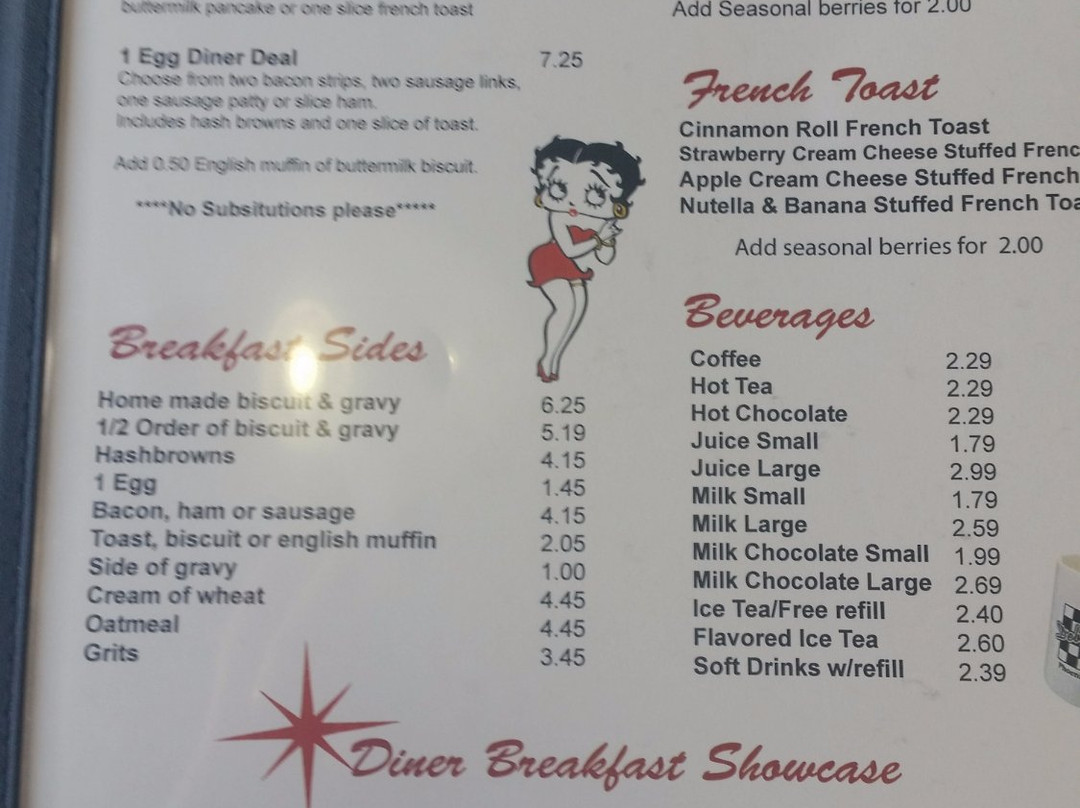 buttermilk pancake or one slice french toast
1 Egg Diner Deal 7.25
Choose from two bacon strips, two sausage links,
one sausage patty or slice ham.
Includes hash browns and one slice of toast.
Add 0.50 English muffin of buttermilk biscuit.
****No Subsitutions please*****
Breakfast Sides
Home made biscuit & gravy 6.25
1/2 Order of biscuit & gravy 5.19
Hashbrowns 4.15
1 Egg 1.45
Bacon, ham or sausage 4.15
Toast, biscuit or english muffin 2.05
Side of gravy 1.00
Cream of wheat 4.45
Oatmeal 4.45
Grits 3.45
Add Seasonal berries for 2.00
French Toast
Cinnamon Roll French Toast
Strawberry Cream Cheese Stuffed Frenc
Apple Cream Cheese Stuffed French
Nutella & Banana Stuffed French Toa
Add seasonal berries for 2.00
Beverages
Coffee 2.29
Hot Tea 2.29
Hot Chocolate 2.29
Juice Small 1.79
Juice Large 2.99
Milk Small 1.79
Milk Large 2.59
Milk Chocolate Small 1.99
Milk Chocolate Large 2.69
Ice Tea/Free refill 2.40
Flavored Ice Tea 2.60
Soft Drinks w/refill 2.39
Diner Breakfast Showcase